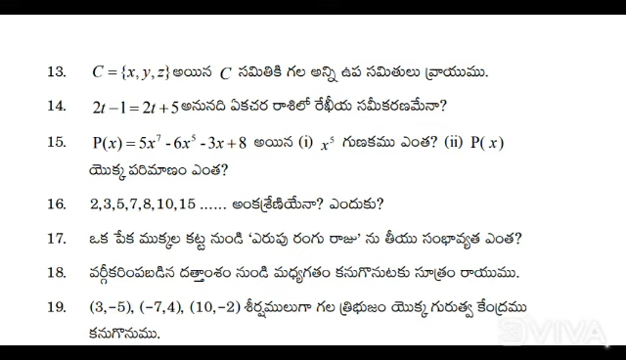 13. C = {x, y, z} అయిన C సమితికి గల అన్ని ఉప సమితులు వ్రాయుము.
14. 2t – 1 = 2t + 5 అనునది ఏకచర రాశిలో రేఖీయ సమీకరణమేనా?
15. P(x) = 5x⁷ - 6x⁵ - 3x + 8 అయిన (i) x⁵ గుణకము ఎంత? (ii) P( x)
యొక్క పరిమాణం ఎంత?
16. 2,3,5,7,8,10,15 ...... అంకశ్రేణియేనా? ఎందుకు?
17. ఒక పేక ముక్కల కట్ట నుండి ‘ఎరుపు రంగు రాజు’ ను తీయు సంభావ్యత ఎంత?
18. వర్గీకరింపబడిన దత్తాంశం నుండి మధ్యగతం కనుగొనుటకు సూత్రం రాయుము.
19. (3, –5), (–7, 4), (10, –2) శీర్షములుగా గల త్రిభుజం యొక్క గురుత్వ కేంద్రము
కనుగొనుము.
VIVA